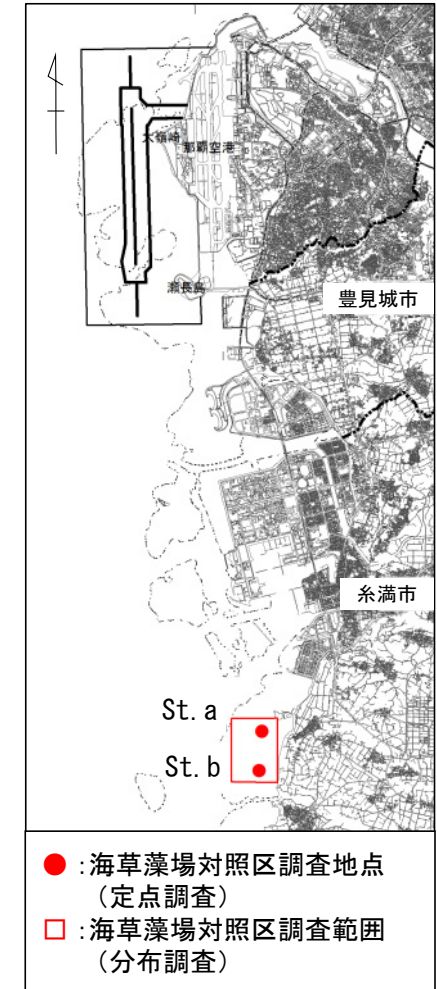 大嶺崎
那覇空港
瀬長島
豊見城市
糸満市
St. a
St. b
● :海草藻場対照区調査地点
（定点調査）
□ :海草藻場対照区調査範囲
（分布調査）